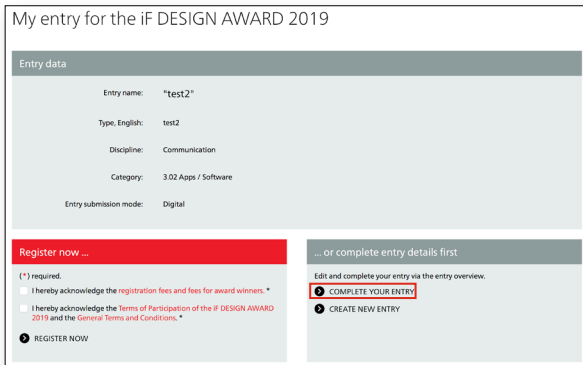 My entry for the iF DESIGN AWARD 2019
Entry data
Entry name: "test2"
Type, English: test2
Discipline: Communication
Category: 3.02 Apps / Software
Entry submission mode: Digital
Register now ...
(*) required.
I hereby acknowledge the registration fees and fees for award winners. *
I hereby acknowledge the Terms of Participation of the iF DESIGN AWARD
2019 and the General Terms and Conditions. *
REGISTER NOW
... or complete entry details first
Edit and complete your entry via the entry overview.
COMPLETE YOUR ENTRY
CREATE NEW ENTRY